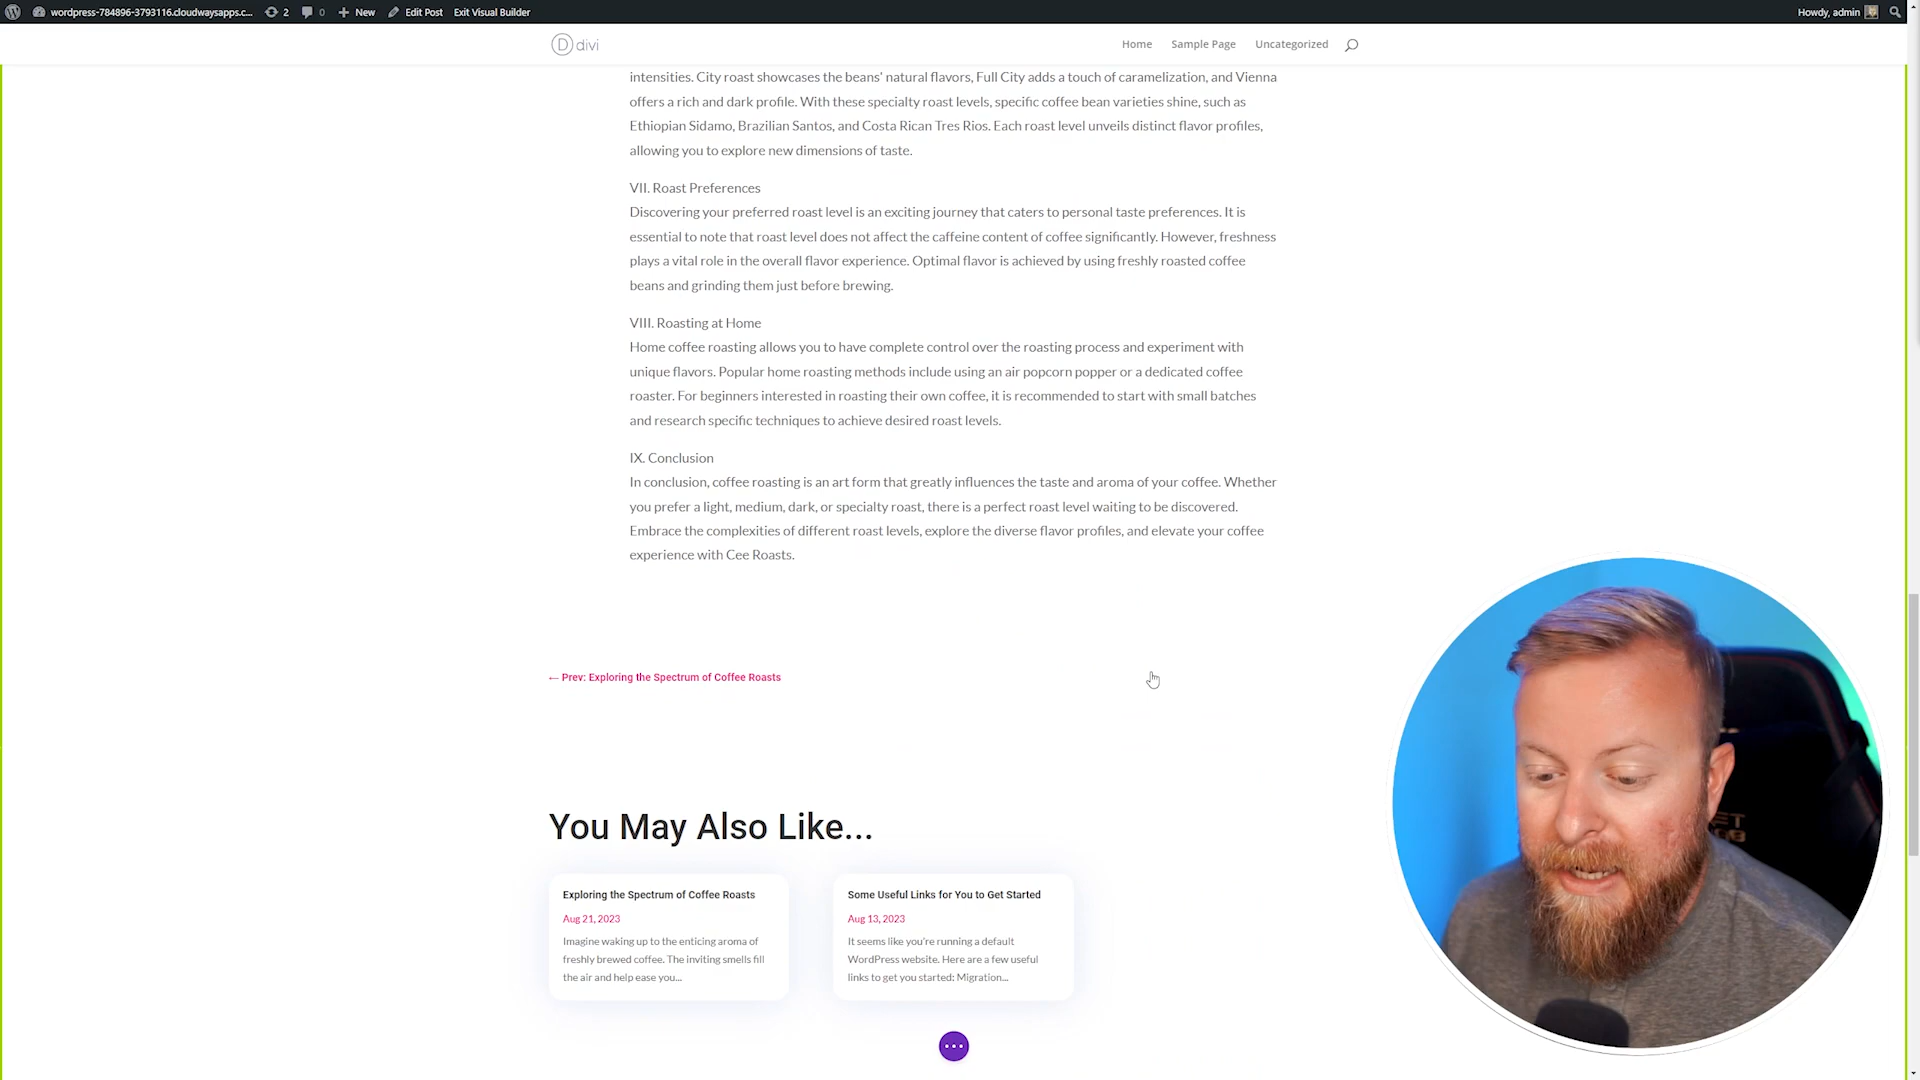 wordpress-784896-3793116.cloudwaysapps.c... 2 0 New Edit Post Exit Visual Builder Howdy, admin
D divi Home Sample Page Uncategorized
intensities. City roast showcases the beans' natural flavors, Full City adds a touch of caramelization, and Vienna
offers a rich and dark profile. With these specialty roast levels, specific coffee bean varieties shine, such as
Ethiopian Sidamo, Brazilian Santos, and Costa Rican Tres Rios. Each roast level unveils distinct flavor profiles,
allowing you to explore new dimensions of taste.
VII. Roast Preferences
Discovering your preferred roast level is an exciting journey that caters to personal taste preferences. It is
essential to note that roast level does not affect the caffeine content of coffee significantly. However, freshness
plays a vital role in the overall flavor experience. Optimal flavor is achieved by using freshly roasted coffee
beans and grinding them just before brewing.
VIII. Roasting at Home
Home coffee roasting allows you to have complete control over the roasting process and experiment with
unique flavors. Popular home roasting methods include using an air popcorn popper or a dedicated coffee
roaster. For beginners interested in roasting their own coffee, it is recommended to start with small batches
and research specific techniques to achieve desired roast levels.
IX. Conclusion
In conclusion, coffee roasting is an art form that greatly influences the taste and aroma of your coffee. Whether
you prefer a light, medium, dark, or specialty roast, there is a perfect roast level waiting to be discovered.
Embrace the complexities of different roast levels, explore the diverse flavor profiles, and elevate your coffee
experience with Cee Roasts.
← Prev: Exploring the Spectrum of Coffee Roasts
You May Also Like...
Exploring the Spectrum of Coffee Roasts
Aug 21, 2023
Imagine waking up to the enticing aroma of
freshly brewed coffee. The inviting smells fill
the air and help ease you...
Some Useful Links for You to Get Started
Aug 13, 2023
It seems like you're running a default
WordPress website. Here are a few useful
links to get you started: Migration...